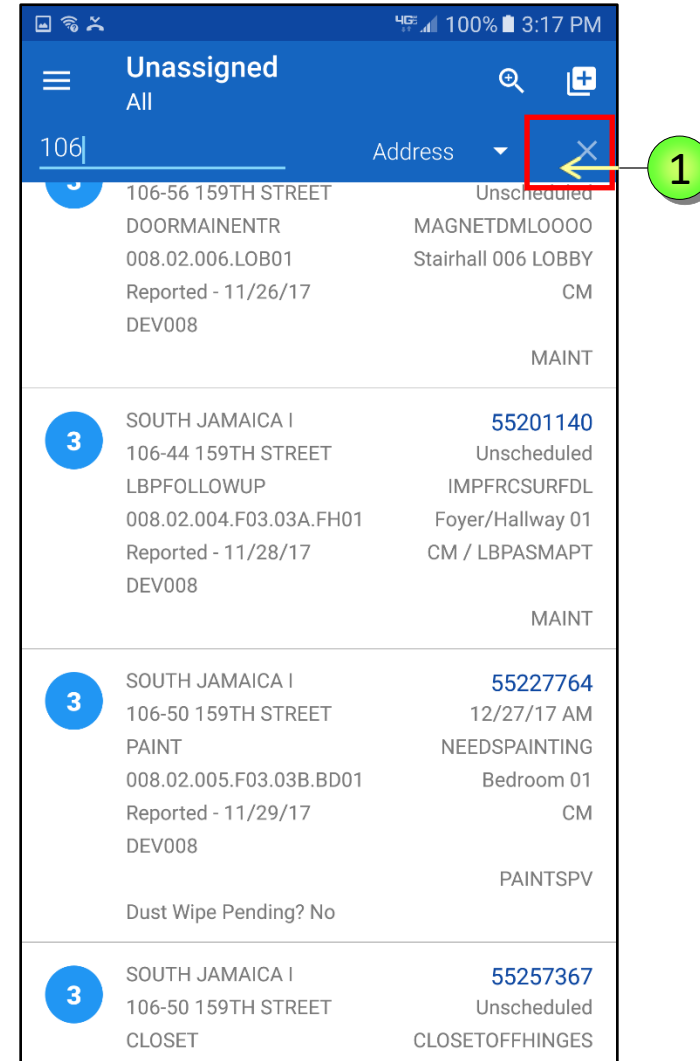 4G 100% 3:17 PM
Unassigned
All
106 Address
3 106-56 159TH STREET Unscheduled
DOORMAINENTR MAGNETDMLOOOO
008.02.006.LOB01 Stairhall 006 LOBBY
Reported - 11/26/17 CM
DEV008
MAINT
1
SOUTH JAMAICA I 55201140
3 106-44 159TH STREET Unscheduled
LBPFOLLOWUP IMPFRCSURFDL
008.02.004.F03.03A.FH01 Foyer/Hallway 01
Reported - 11/28/17 CM / LBPASMAPT
DEV008
MAINT
SOUTH JAMAICA I 55227764
3 106-50 159TH STREET 12/27/17 AM
PAINT NEEDSPAINTING
008.02.005.F03.03B.BD01 Bedroom 01
Reported - 11/29/17 CM
DEV008
PAINTSPV
Dust Wipe Pending? No
SOUTH JAMAICA I 55257367
3 106-50 159TH STREET Unscheduled
CLOSET CLOSETOFFHINGES